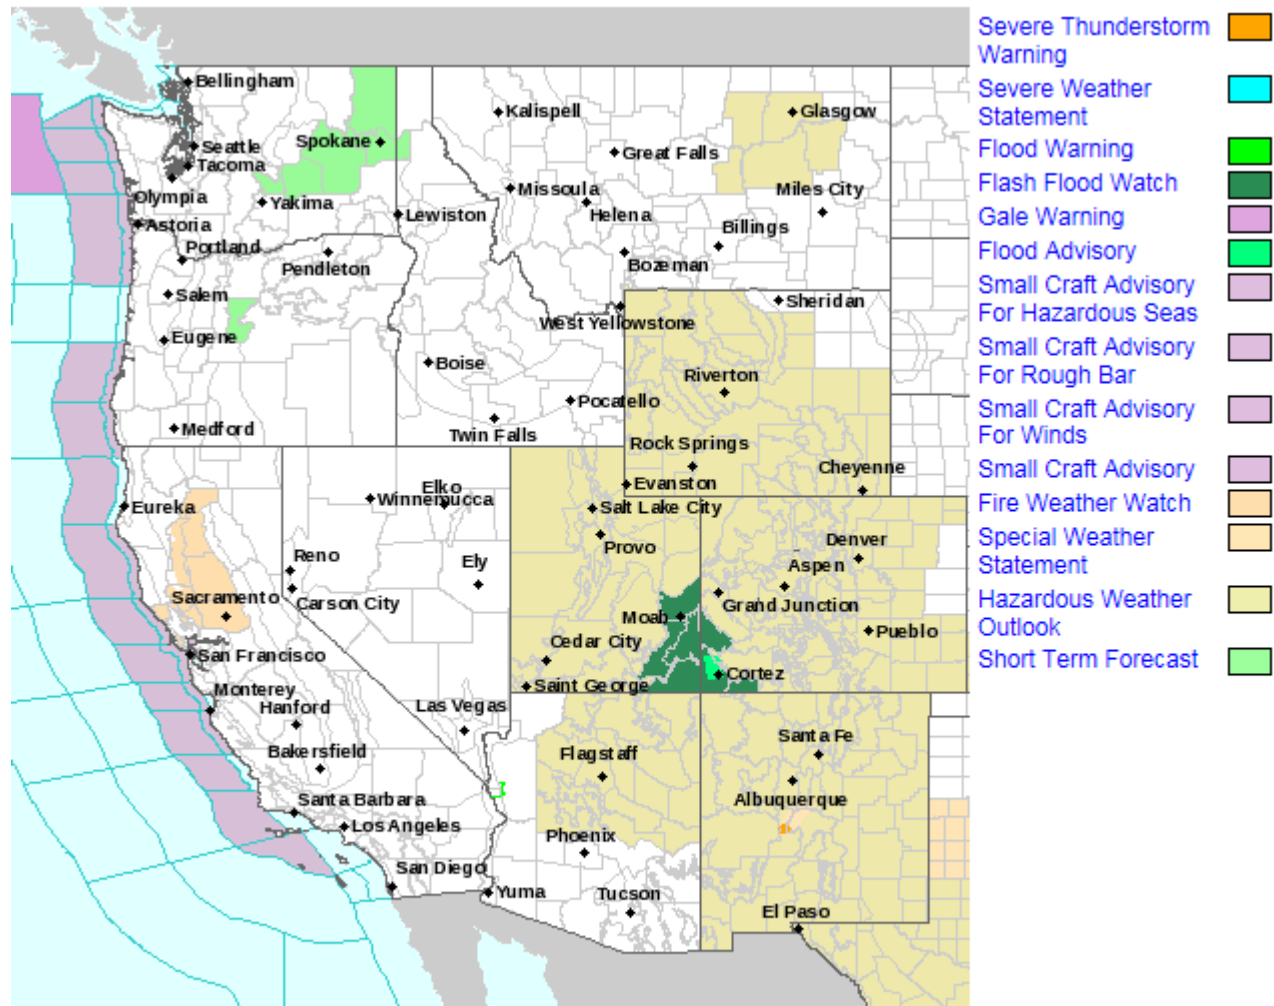 Bellingham
Kalispell
Glasgow
Seattle
Spokane
Great Falls
Tacoma
Missoula
Miles City
Olympia
Yakima
Helena
Lewiston
Astoria
Billings
Portland
Pendleton
Bozeman
Salem
Sheridan
West Yellowstone
Eugene
Boise
Riverton
Pocatello
Medford
Twin Falls
Rock Springs
Cheyenne
Evanston
Elko
Winnemucca
Eureka
Salt Lake City
Provo
Denver
Reno
Ely
Aspen
Sacramento
Carson City
Grand Junction
Moab
Pueblo
Cedar City
San Francisco
Cortez
Saint George
Monterey
Hanford
Las Vegas
Santa Fe
Bakersfield
Flagstaff
Santa Barbara
Albuquerque
Los Angeles
Phoenix
San Diego
Yuma
Tucson
El Paso
Severe Thunderstorm
Warning
Severe Weather
Statement
Flood Warning
Flash Flood Watch
Gale Warning
Flood Advisory
Small Craft Advisory
For Hazardous Seas
Small Craft Advisory
For Rough Bar
Small Craft Advisory
For Winds
Small Craft Advisory
Fire Weather Watch
Special Weather
Statement
Hazardous Weather
Outlook
Short Term Forecast